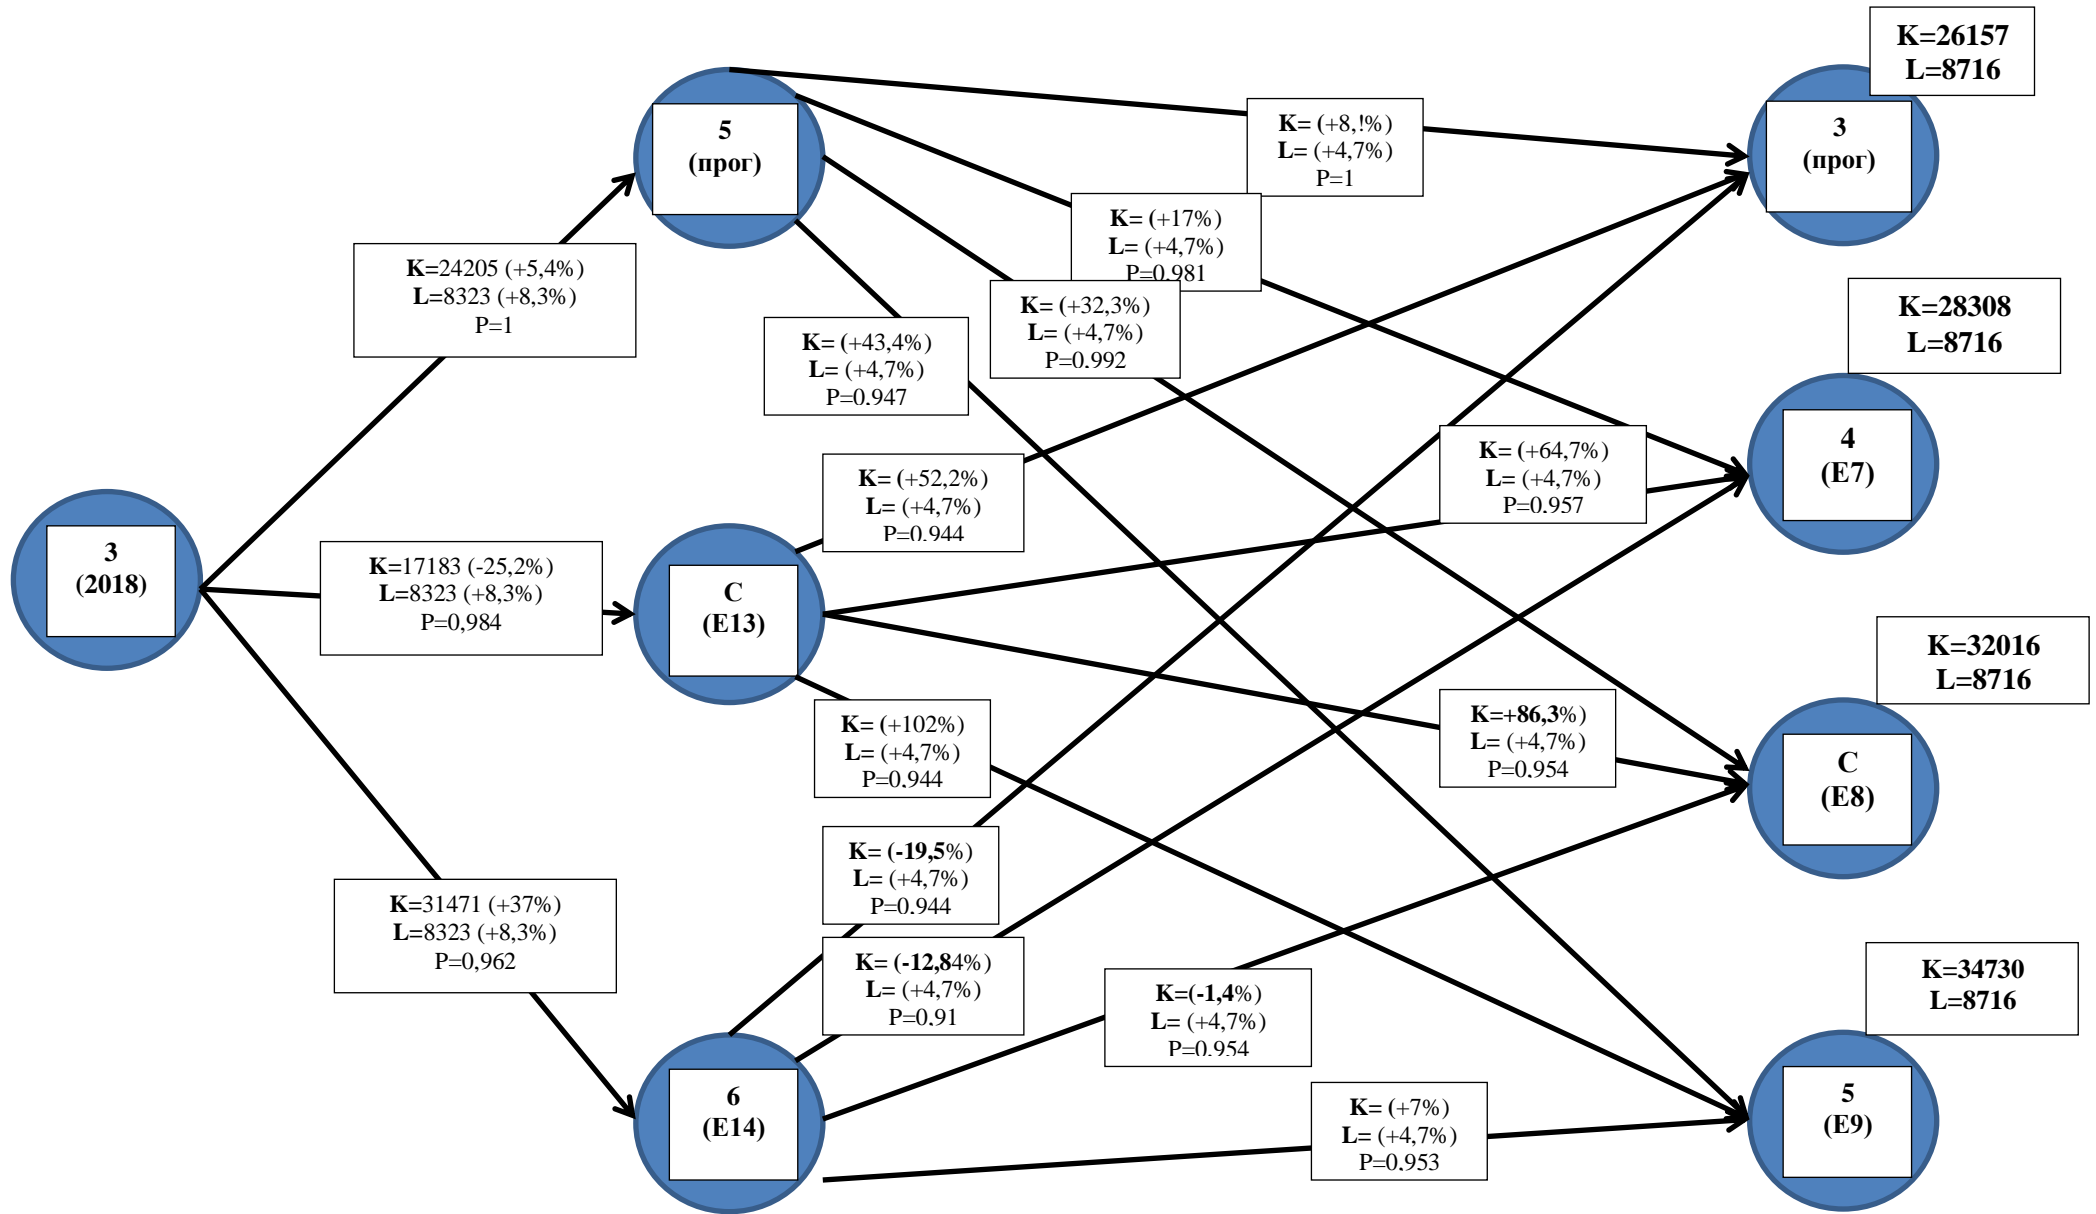 K=26157
L=8716
5
(прог)
K= (+8,!%)
L= (+4,7%)
P=1
3
(прог)
K= (+17%)
L= (+4,7%)
P=0.981
K=24205 (+5,4%)
L=8323 (+8,3%)
P=1
K= (+32,3%)
L= (+4,7%)
P=0.992
K=28308
L=8716
K= (+43,4%)
L= (+4,7%)
P=0.947
4
(E7)
K= (+64,7%)
L= (+4,7%)
P=0.957
K= (+52,2%)
L= (+4,7%)
P=0.944
3
(2018)
K=17183 (-25,2%)
L=8323 (+8,3%)
P=0,984
C
(E13)
K=32016
L=8716
K= (+102%)
L= (+4,7%)
P=0.944
K=+86,3%)
L= (+4,7%)
P=0.954
C
(E8)
K= (-19,5%)
L= (+4,7%)
P=0.944
K=31471 (+37%)
L=8323 (+8,3%)
P=0,962
K= (-12,84%)
L= (+4,7%)
P=0.91
K=(-1,4%)
L= (+4,7%)
P=0.954
K=34730
L=8716
6
(E14)
K= (+7%)
L= (+4,7%)
P=0,953
5
(E9)